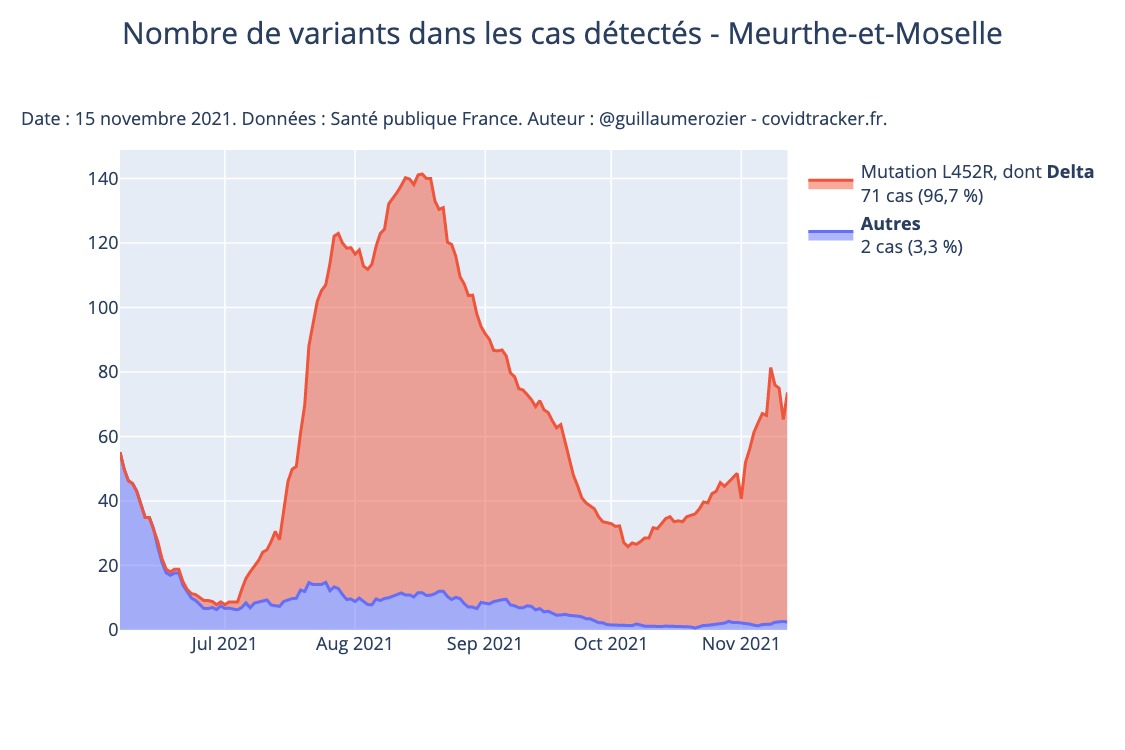 Nombre de variants dans les cas détectés - Meurthe-et-Moselle
Date : 15 novembre 2021. Données : Santé publique France. Auteur : @guillaumerozier - covidtracker.fr.
Mutation L452R, dont Delta
71 cas (96,7 %)
Autres
2 cas (3,3 %)
140
120
100
80
60
40
20
0
Jul 2021 Aug 2021 Sep 2021 Oct 2021 Nov 2021